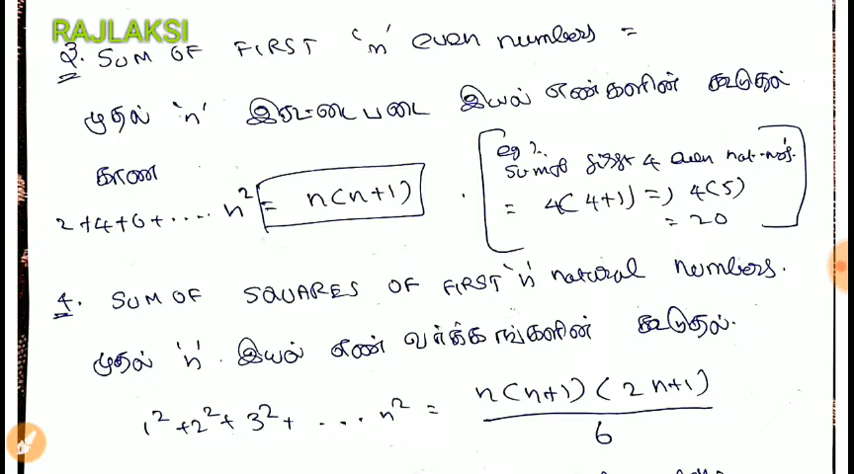 RAJLAKSI
3. SUM OF FIRST 'n' even numbers =
முதல் 'n' இரட்டை படை இயல் எண்களின் கூடுதல்
காண
2+4+6+.... n² = n(n+1)
eg:
sum of first 4 even nat.nos.
= 4(4+1) => 4(5)
= 20
4. SUM OF SQUARES OF FIRST 'n' natural numbers.
முதல் 'n' இயல் எண் வர்க்கங்களின் கூடுதல்.
1² + 2² + 3² + .... n² = n(n+1)(2n+1)
6